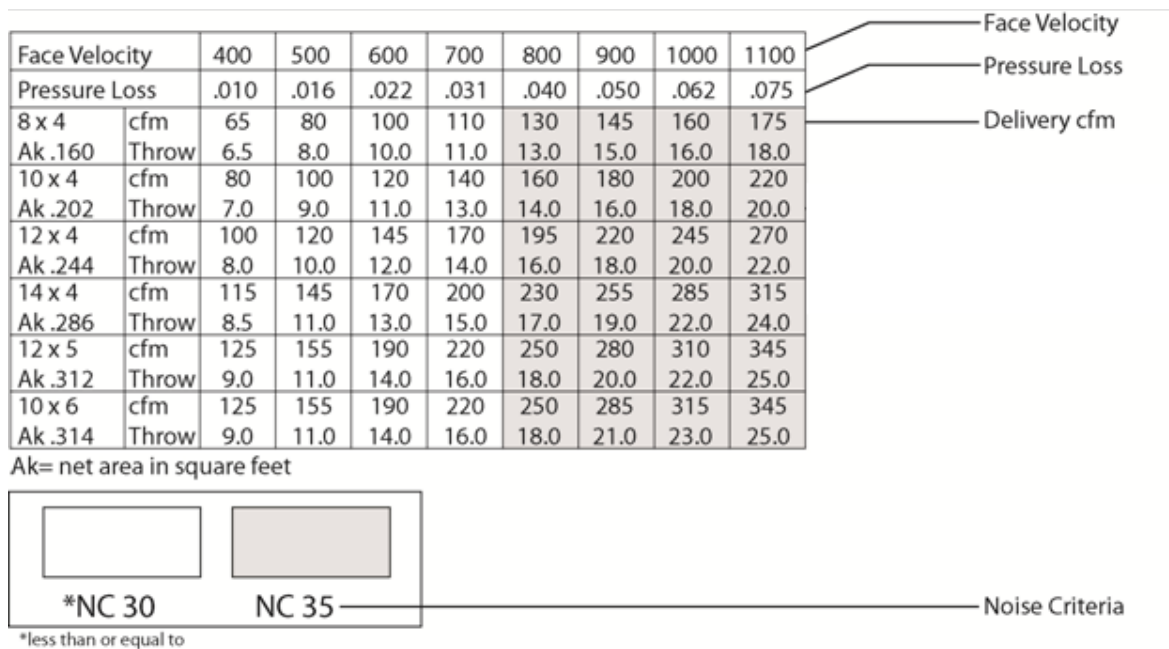 Face Velocity 400 500 600 700 800 900 1000 1100
Pressure Loss .010 .016 .022 .031 .040 .050 .062 .075
8 x 4 cfm 65 80 100 110 130 145 160 175
Ak .160 Throw 6.5 8.0 10.0 11.0 13.0 15.0 16.0 18.0
10 x 4 cfm 80 100 120 140 160 180 200 220
Ak .202 Throw 7.0 9.0 11.0 13.0 14.0 16.0 18.0 20.0
12 x 4 cfm 100 120 145 170 195 220 245 270
Ak .244 Throw 8.0 10.0 12.0 14.0 16.0 18.0 20.0 22.0
14 x 4 cfm 115 145 170 200 230 255 285 315
Ak .286 Throw 8.5 11.0 13.0 15.0 17.0 19.0 22.0 24.0
12 x 5 cfm 125 155 190 220 250 280 310 345
Ak .312 Throw 9.0 11.0 14.0 16.0 18.0 20.0 22.0 25.0
10 x 6 cfm 125 155 190 220 250 285 315 345
Ak .314 Throw 9.0 11.0 14.0 16.0 18.0 21.0 23.0 25.0
Face Velocity
Pressure Loss
Delivery cfm
Ak= net area in square feet
*NC 30 NC 35
Noise Criteria
*less than or equal to